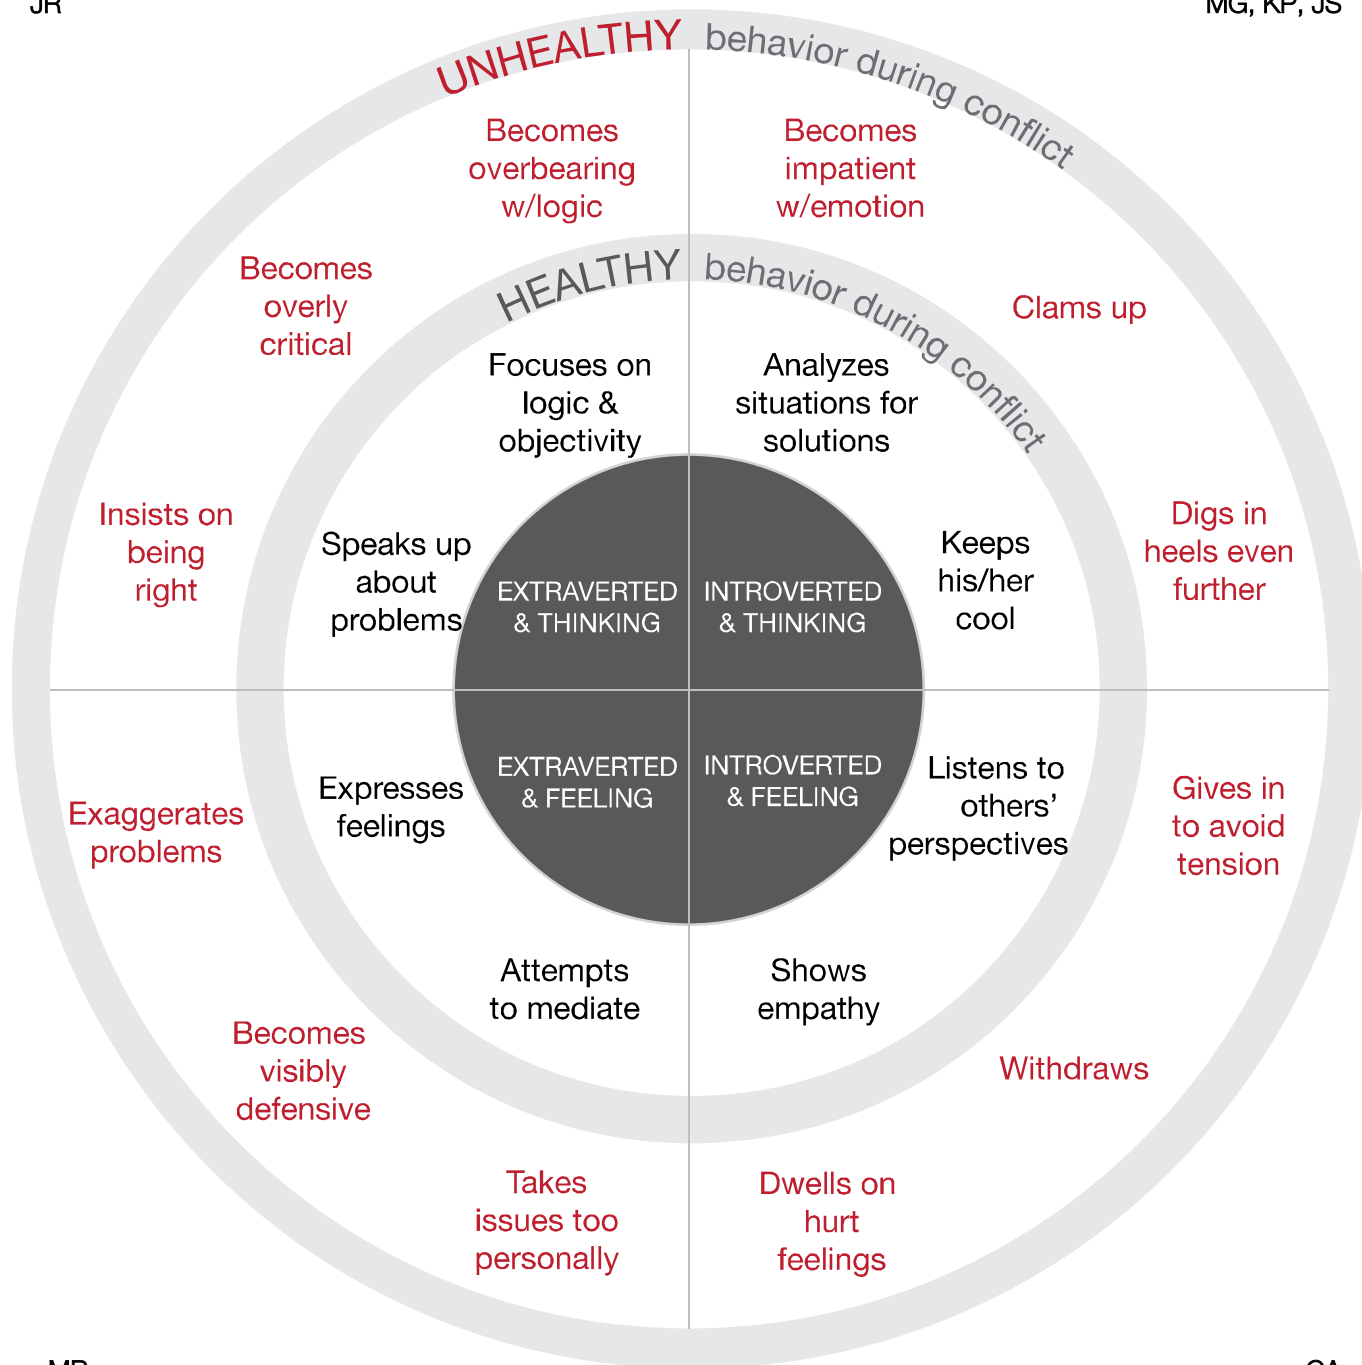 JR
MG, KP, JS
UNHEALTHY behavior during conflict
Becomes
overbearing
w/logic
Becomes
impatient
w/emotion
Becomes
overly
critical
Clams up
Insists on
being
right
Digs in
heels even
further
HEALTHY behavior during conflict
Focuses on
logic &
objectivity
Analyzes
situations for
solutions
Speaks up
about
problems
Keeps
his/her
cool
EXTRAVERTED
& THINKING
INTROVERTED
& THINKING
EXTRAVERTED
& FEELING
INTROVERTED
& FEELING
Expresses
feelings
Listens to
others’
perspectives
Attempts
to mediate
Shows
empathy
Exaggerates
problems
Gives in
to avoid
tension
Becomes
visibly
defensive
Withdraws
Takes
issues too
personally
Dwells on
hurt
feelings